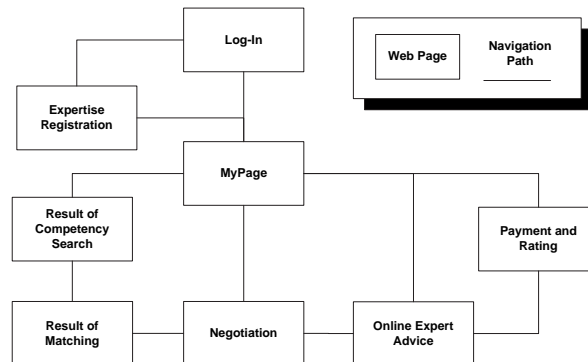 Log-In
Web Page
Navigation
Path
Expertise
Registration
MyPage
Result of
Competency
Search
Payment and
Rating
Result of
Matching
Negotiation
Online Expert
Advice